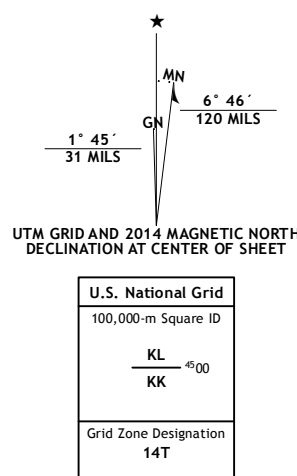 MN
GN
6° 46´
120 MILS
1° 45´
31 MILS
UTM GRID AND 2014 MAGNETIC NORTH
DECLINATION AT CENTER OF SHEET
U.S. National Grid
100,000-m Square ID
KL
4500
KK
Grid Zone Designation
14T